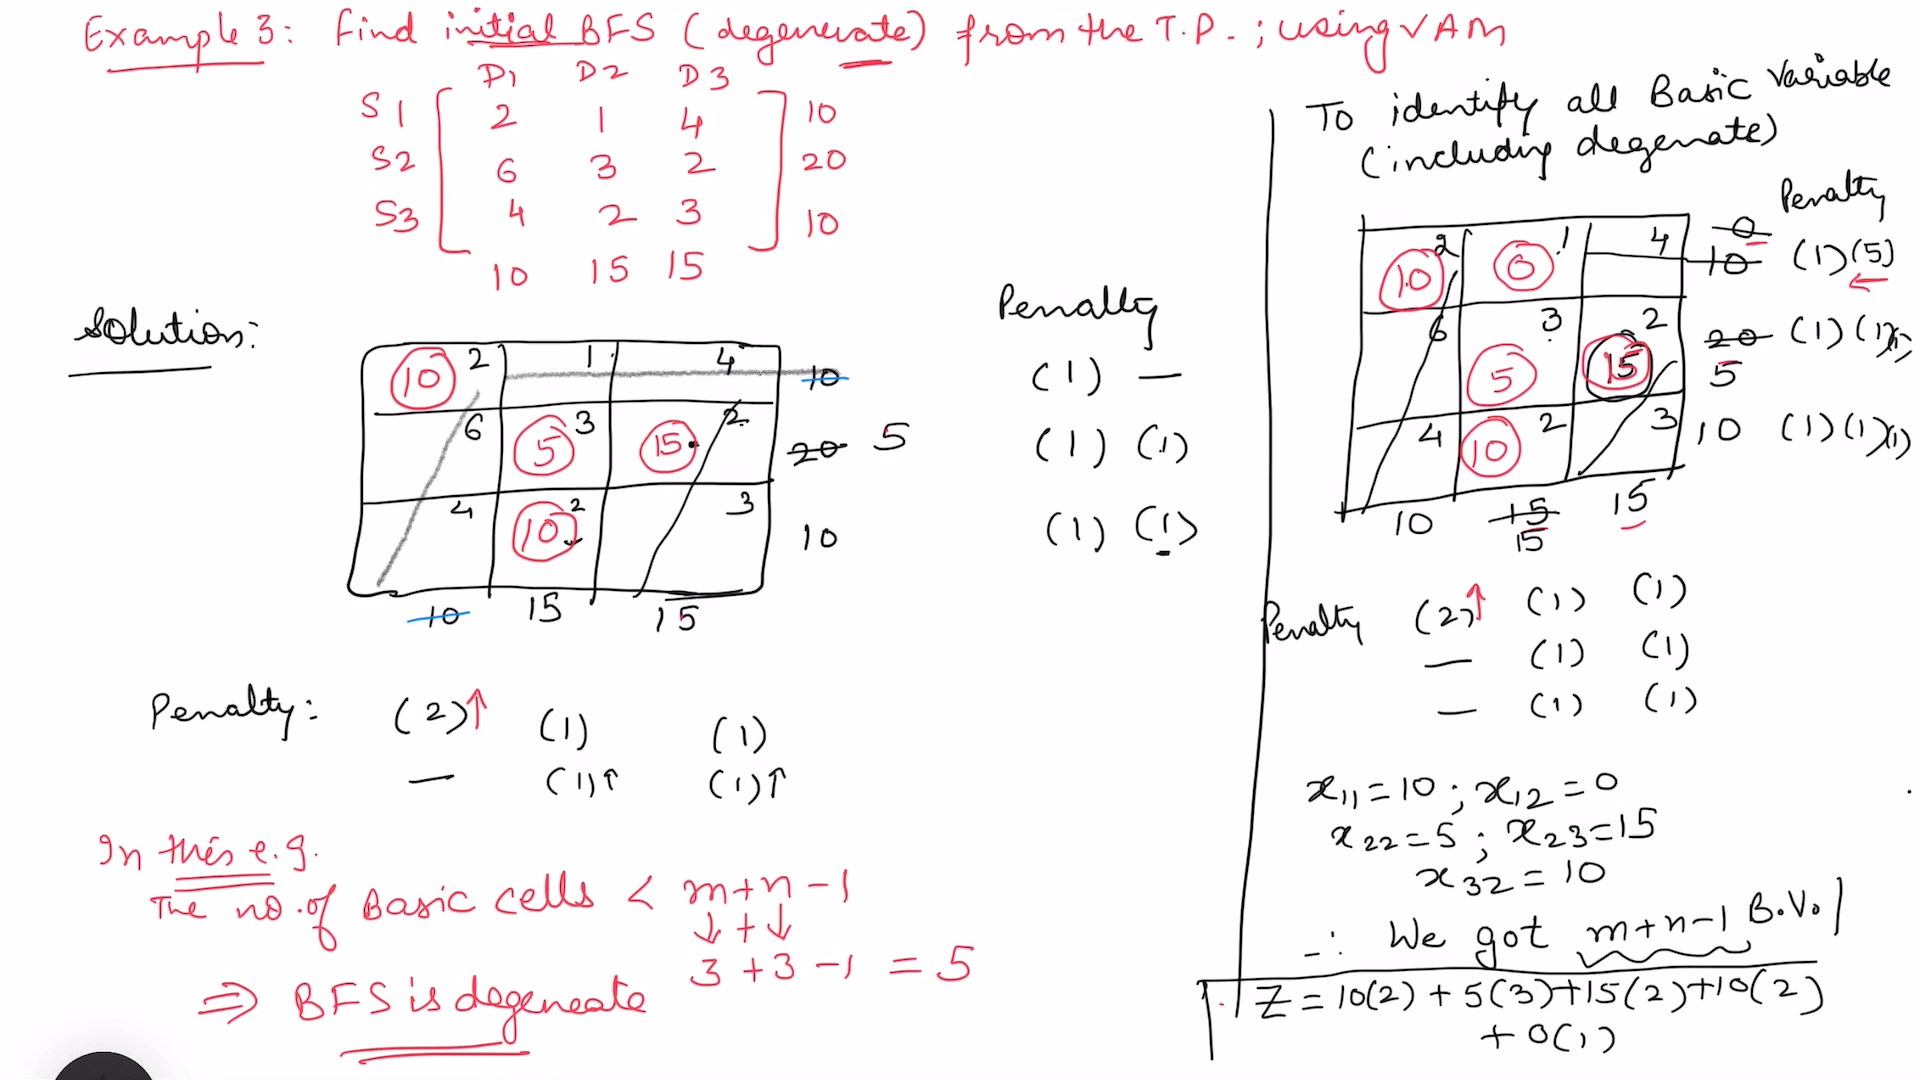 Example 3: Find initial BFS (degenerate) from the T.P. ; using VAM
D1 D2 D3
S1 2 1 4 10
S2 6 3 2 20
S3 4 2 3 10
10 15 15
Solution:
Penalty
10 2 1 4 10 (1) —
6 5 3 15 2 20 5 (1) (1)
4 10 2 3 10 (1) (1)
10 15 15
Penalty: (2)↑ (1) (1)
— (1)↑ (1)↑
In this e.g.
The no. of Basic cells < m+n-1
↓ + ↓
3 + 3 - 1 = 5
⇒ BFS is degeneate
To identify all Basic Variable
(including degenate)
Penalty
0
10 2 0 1 4 10 (1) (5)
←
6 5 3 15 2 20 (1) (1) (1)
5
4 10 2 3 10 (1) (1) (1)
10 15 15
15
Penalty (2)↑ (1) (1)
— (1) (1)
— (1) (1)
x11 = 10 ; x12 = 0
x22 = 5 ; x23 = 15
x32 = 10
∴ We got m+n-1 B.V.
Z = 10(2) + 5(3) + 15(2) + 10(2)
+ 0(1)